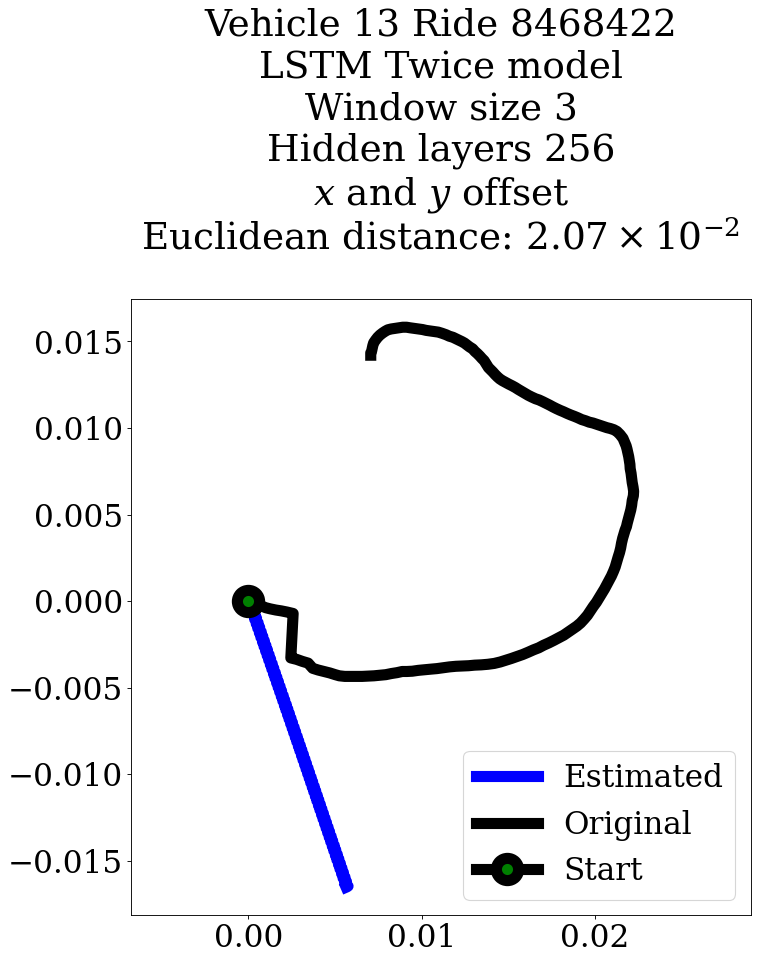 Vehicle 13 Ride 8468422
LSTM Twice model
Window size 3
Hidden layers 256
x and y offset
Euclidean distance: 2.07 × 10⁻²
0.015
0.010
0.005
0.000
−0.005
−0.010
−0.015
Estimated
Original
Start
0.00 0.01 0.02